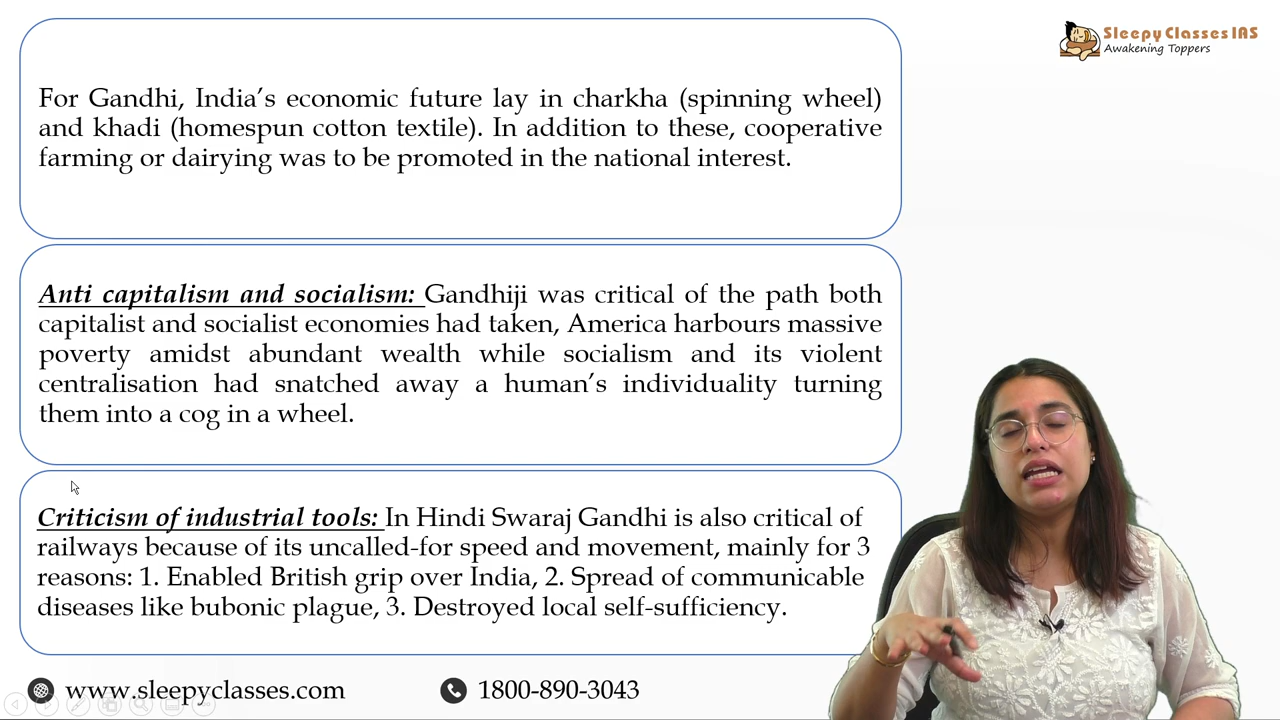 Sleepy Classes IAS
Awakening Toppers
For Gandhi, India’s economic future lay in charkha (spinning wheel)
and khadi (homespun cotton textile). In addition to these, cooperative
farming or dairying was to be promoted in the national interest.
Anti capitalism and socialism: Gandhiji was critical of the path both
capitalist and socialist economies had taken, America harbours massive
poverty amidst abundant wealth while socialism and its violent
centralisation had snatched away a human’s individuality turning
them into a cog in a wheel.
Criticism of industrial tools: In Hindi Swaraj Gandhi is also critical of
railways because of its uncalled-for speed and movement, mainly for 3
reasons: 1. Enabled British grip over India, 2. Spread of communicable
diseases like bubonic plague, 3. Destroyed local self-sufficiency.
www.sleepyclasses.com
1800-890-3043